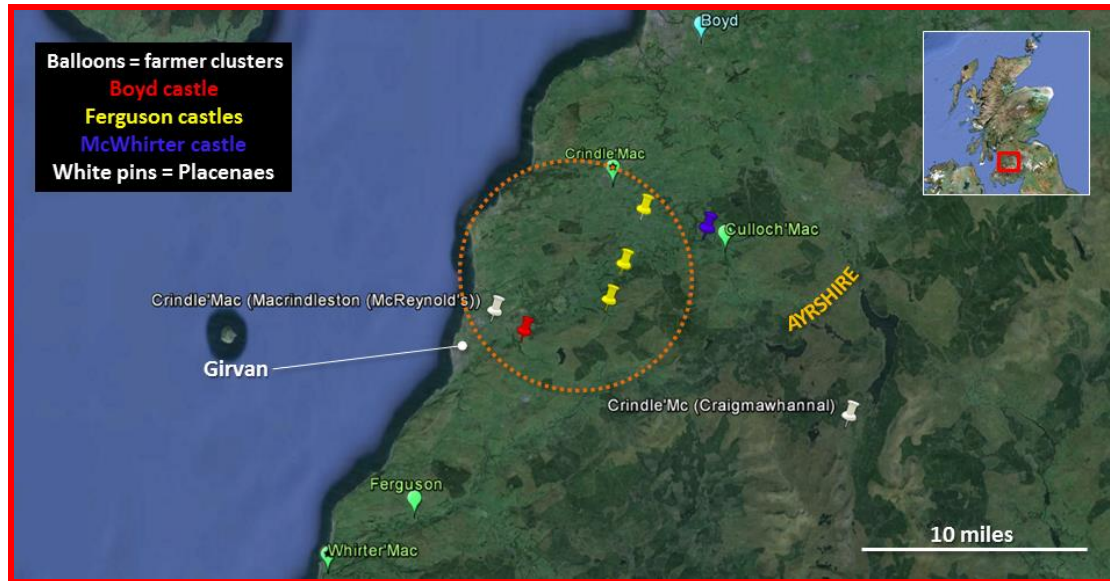 Balloons = farmer clusters
Boyd castle
Ferguson castles
McWhirter castle
White pins = Placenaes
Boyd
Crindle'Mac
Culloch'Mac
AYRSHIRE
Crindle'Mac (Macrindleston (McReynold's))
Girvan
Crindle'Mc (Craigmawhannal)
Ferguson
Whirter'Mac
10 miles